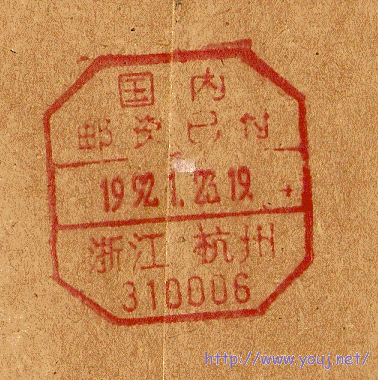 国内
邮资已付
1992.1.23.19
浙江 杭州
310006
http://www.youj.net/